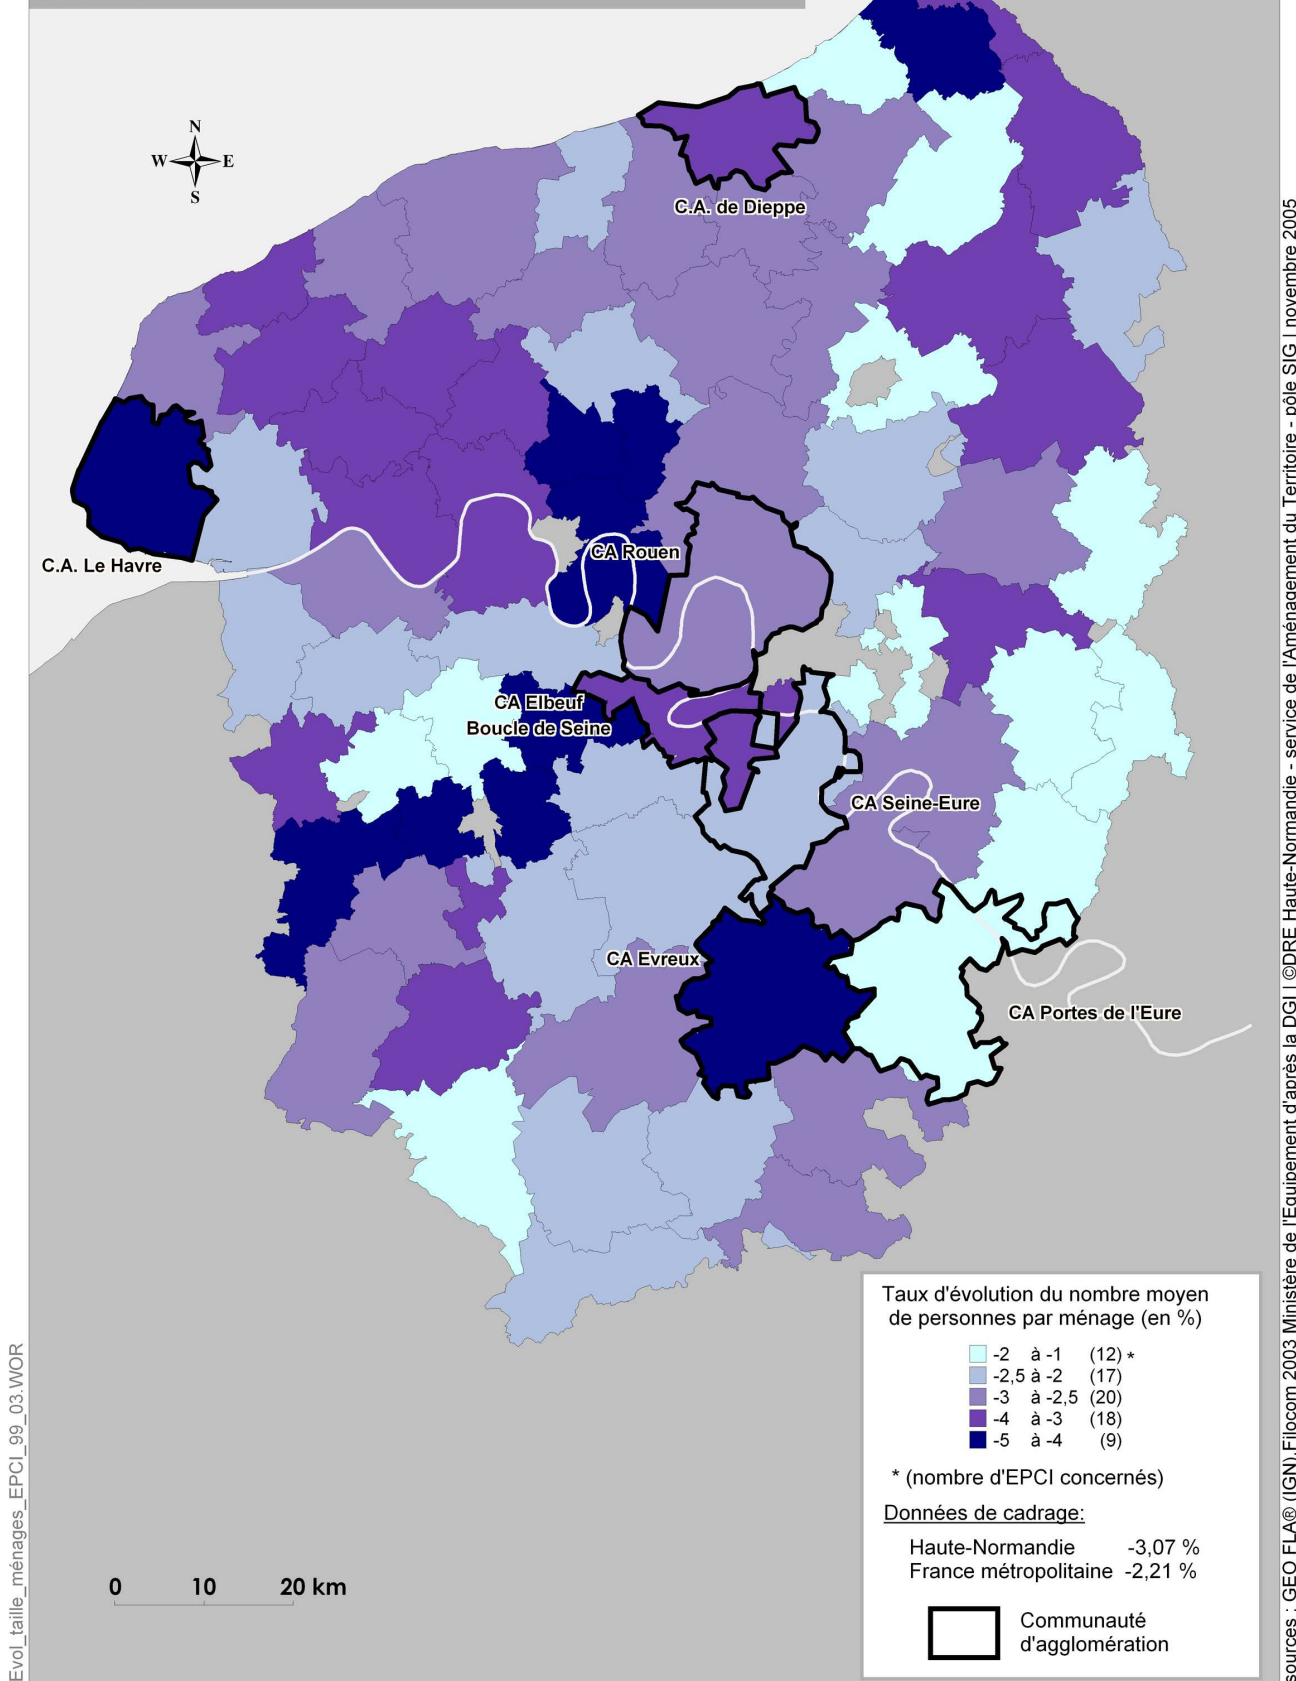 N
W E
S
C.A. de Dieppe
C.A. Le Havre
CA Rouen
CA Elbeuf
Boucle de Seine
CA Seine-Eure
CA Evreux
CA Portes de l'Eure
Taux d'évolution du nombre moyen
de personnes par ménage (en %)
-2 à -1 (12) *
-2,5 à -2 (17)
-3 à -2,5 (20)
-4 à -3 (18)
-5 à -4 (9)
* (nombre d'EPCI concernés)
Données de cadrage:
Haute-Normandie -3,07 %
France métropolitaine -2,21 %
Communauté
d'agglomération
0 10 20 km
Evol_taille_ménages_EPCI_99_03.WOR
sources : GEO FLA® (IGN),Filocom 2003 Ministère de l'Equipement d'après la DGI | ©DRE Haute-Normandie - service de l'Aménagement du Territoire - pôle SIG | novembre 2005